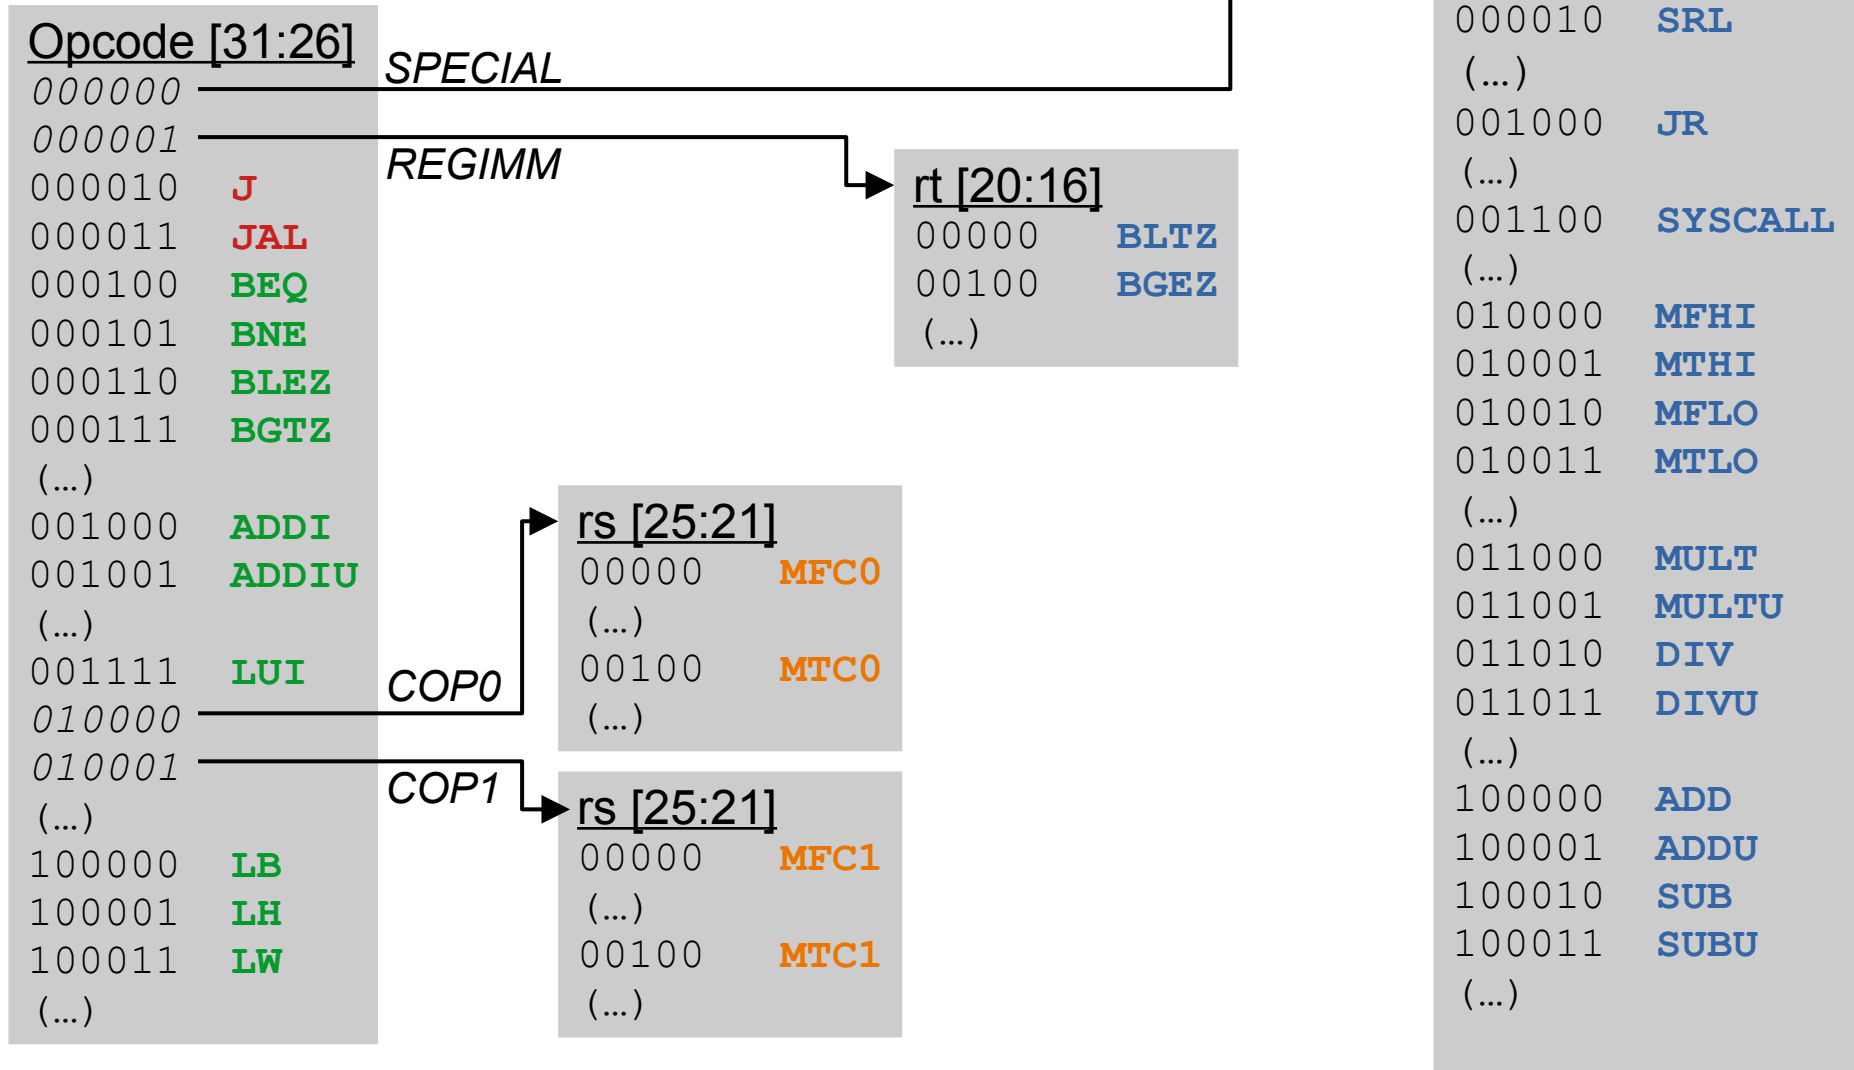 Opcode [31:26]
000000
000001
000010 J
000011 JAL
000100 BEQ
000101 BNE
000110 BLEZ
000111 BGTZ
(…)
001000 ADDI
001001 ADDIU
(…)
001111 LUI
010000
010001
(…)
100000 LB
100001 LH
100011 LW
(…)
SPECIAL
REGIMM
COP0
COP1
rs [25:21]
00000 MFC0
(…)
00100 MTC0
(…)
rs [25:21]
00000 MFC1
(…)
00100 MTC1
(…)
rt [20:16]
00000 BLTZ
00100 BGEZ
(…)
000010 SRL
(…)
001000 JR
(…)
001100 SYSCALL
(…)
010000 MFHI
010001 MTHI
010010 MFLO
010011 MTLO
(…)
011000 MULT
011001 MULTU
011010 DIV
011011 DIVU
(…)
100000 ADD
100001 ADDU
100010 SUB
100011 SUBU
(…)